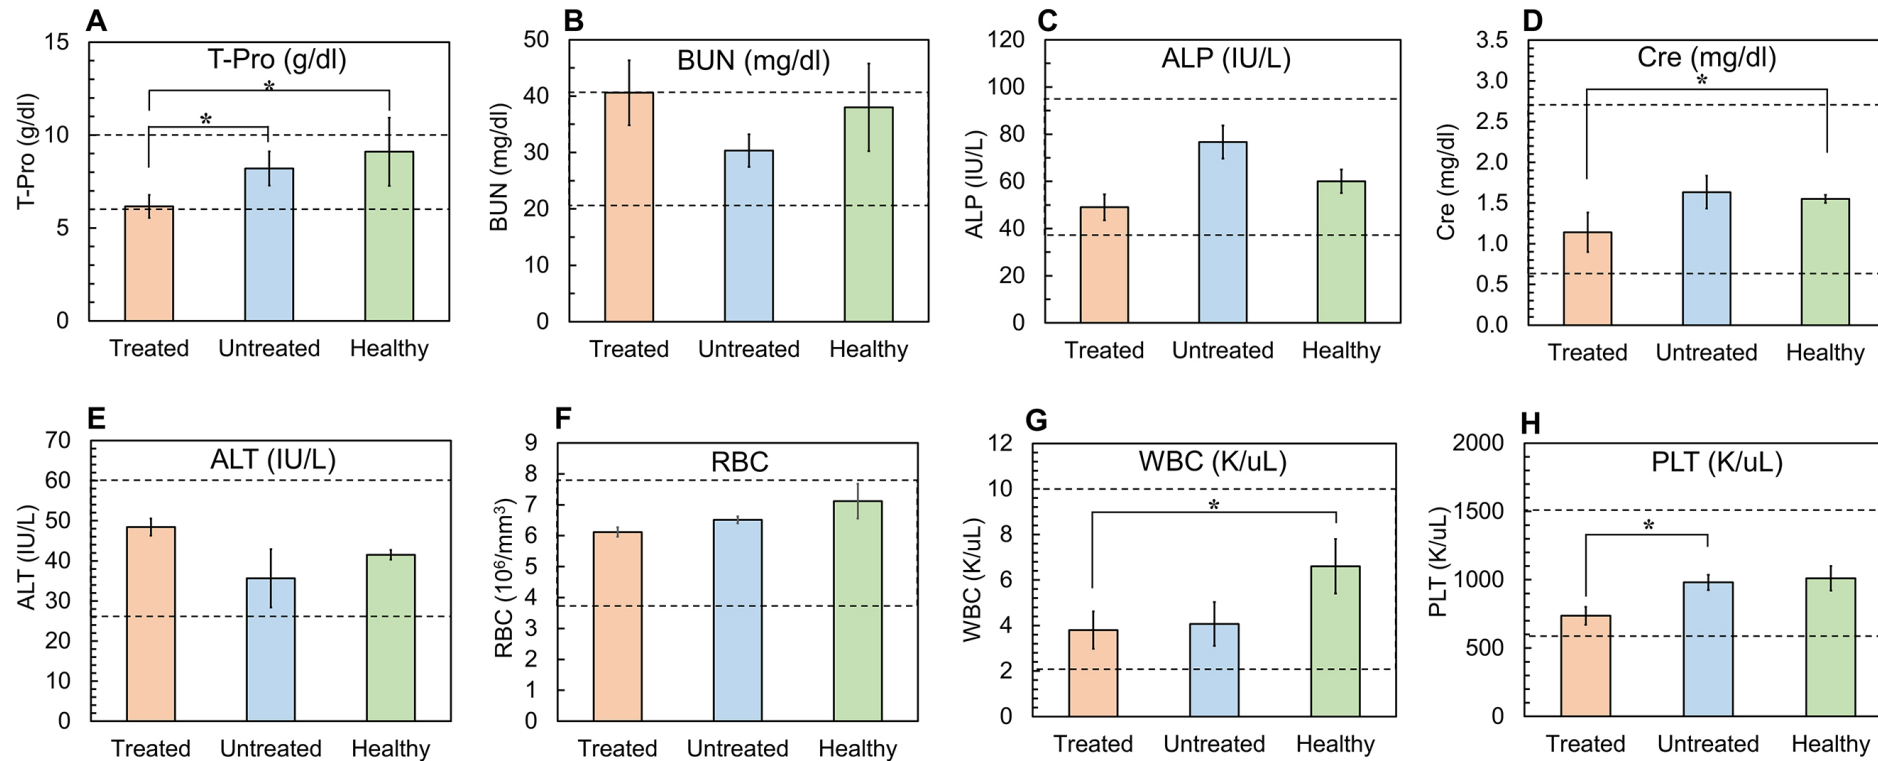 A
T-Pro (g/dl)
T-Pro (g/dl)
15
10
5
0
*
*
Treated Untreated Healthy
B
BUN (mg/dl)
BUN (mg/dl)
50
40
30
20
10
0
Treated Untreated Healthy
C
ALP (IU/L)
ALP (IU/L)
120
100
80
60
40
20
0
Treated Untreated Healthy
D
Cre (mg/dl)
Cre (mg/dl)
3.5
3.0
2.5
2.0
1.5
1.0
0.5
0.0
*
Treated Untreated Healthy
E
ALT (IU/L)
ALT (IU/L)
70
60
50
40
30
20
10
0
Treated Untreated Healthy
F
RBC
RBC (10⁶/mm³)
9
8
7
6
5
4
3
2
1
0
Treated Untreated Healthy
G
WBC (K/uL)
WBC (K/uL)
12
10
8
6
4
2
0
*
Treated Untreated Healthy
H
PLT (K/uL)
PLT (K/uL)
2000
1500
1000
500
0
*
Treated Untreated Healthy